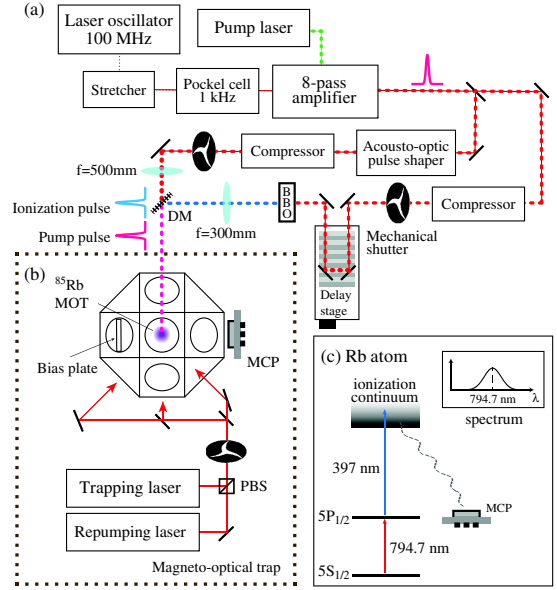 (a)
Laser oscillator
100 MHz
Pump laser
Stretcher
Pockel cell
1 kHz
8-pass
amplifier
f=500mm
Compressor
Acousto-optic
pulse shaper
Ionization pulse
DM
f=300mm
B
B
O
Compressor
Pump pulse
Mechanical
shutter
Delay
stage
(b)
⁸⁵Rb
MOT
Bias plate
MCP
Trapping laser
PBS
Repumping laser
Magneto-optical trap
(c) Rb atom
ionization
continuum
794.7 nm
λ
spectrum
397 nm
MCP
5P₁/₂
794.7 nm
5S₁/₂